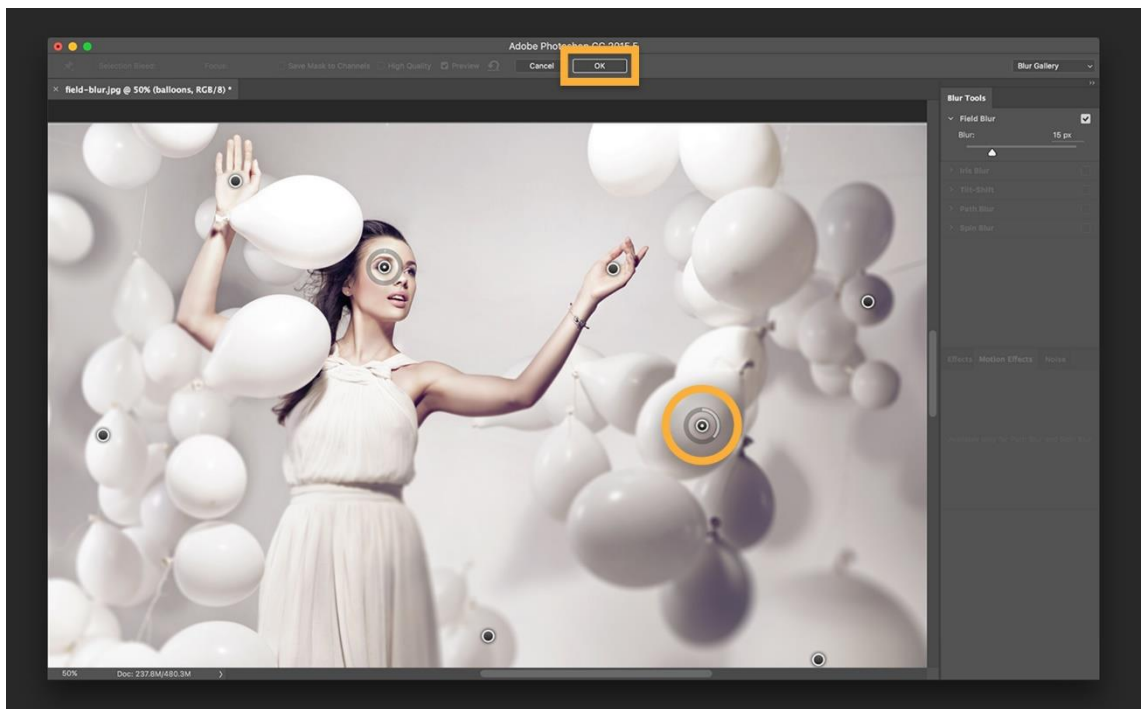 Adobe Photoshop CC 2015.5
Selection Bleed: Focus: Save Mask to Channels High Quality Preview Cancel OK Blur Gallery
× field-blur.jpg @ 50% (balloons, RGB/8) *
Blur Tools
Field Blur
Blur: 15 px
Iris Blur
Tilt-Shift
Path Blur
Spin Blur
Effects Motion Effects Noise
50% Doc: 237.6M/480.3M